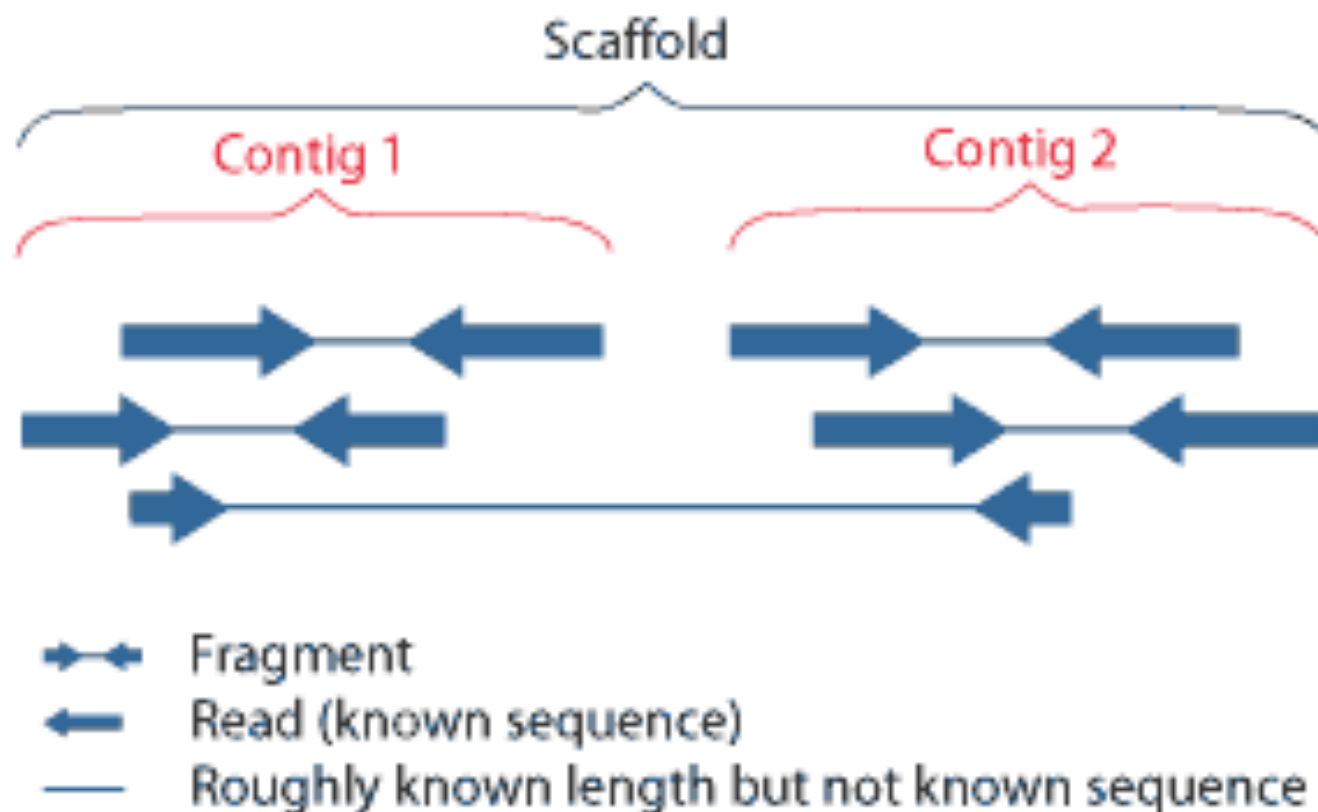 Scaffold
Contig 1
Contig 2
Fragment
Read (known sequence)
Roughly known length but not known sequence